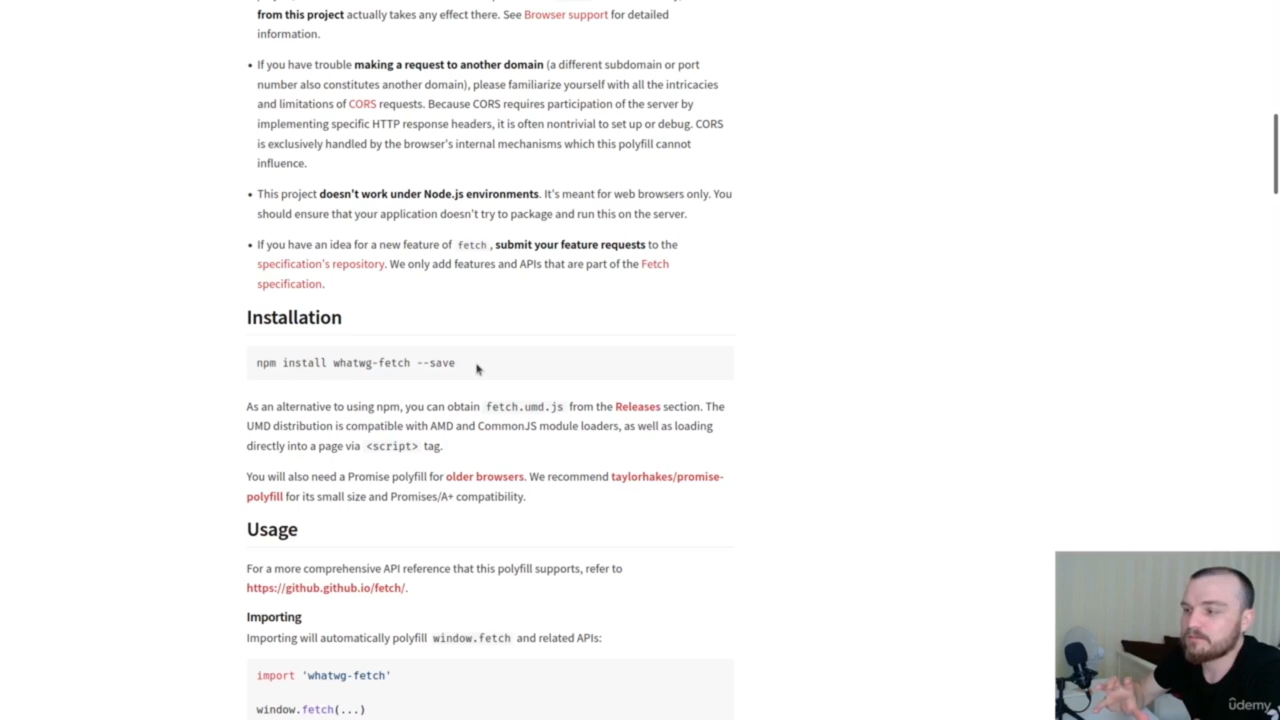 from this project actually takes any effect there. See Browser support for detailed
information.
• If you have trouble making a request to another domain (a different subdomain or port
number also constitutes another domain), please familiarize yourself with all the intricacies
and limitations of CORS requests. Because CORS requires participation of the server by
implementing specific HTTP response headers, it is often nontrivial to set up or debug. CORS
is exclusively handled by the browser's internal mechanisms which this polyfill cannot
influence.
• This project doesn't work under Node.js environments. It's meant for web browsers only. You
should ensure that your application doesn't try to package and run this on the server.
• If you have an idea for a new feature of fetch, submit your feature requests to the
specification's repository. We only add features and APIs that are part of the Fetch
specification.
Installation
npm install whatwg-fetch --save
As an alternative to using npm, you can obtain fetch.umd.js from the Releases section. The
UMD distribution is compatible with AMD and CommonJS module loaders, as well as loading
directly into a page via <script> tag.
You will also need a Promise polyfill for older browsers. We recommend taylorhakes/promise-
polyfill for its small size and Promises/A+ compatibility.
Usage
For a more comprehensive API reference that this polyfill supports, refer to
https://github.github.io/fetch/.
Importing
Importing will automatically polyfill window.fetch and related APIs:
import 'whatwg-fetch'
window.fetch(...)
ûdemy